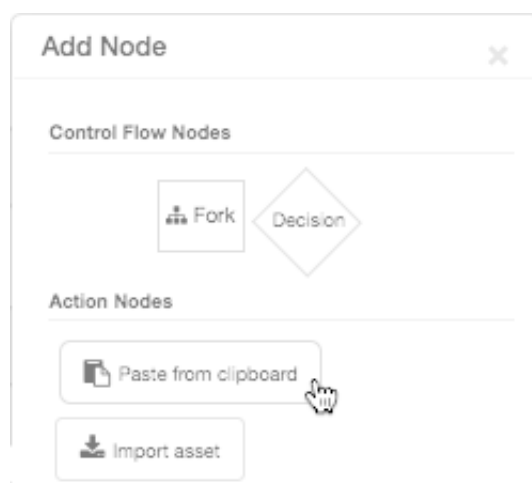 Add Node
Control Flow Nodes
Fork
Decision
Action Nodes
Paste from clipboard
Import asset